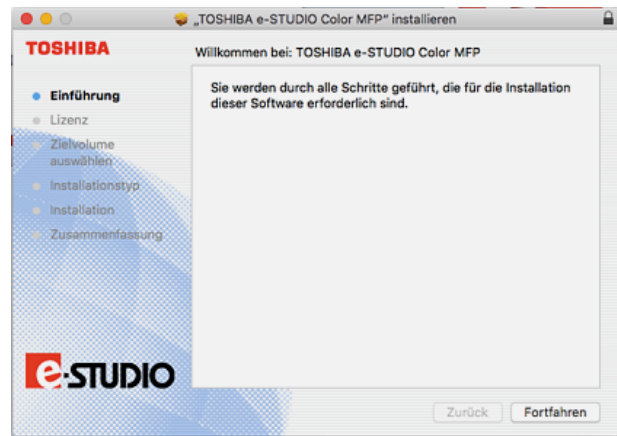 „TOSHIBA e-STUDIO Color MFP“ installieren
TOSHIBA
Willkommen bei: TOSHIBA e-STUDIO Color MFP
Einführung
Lizenz
Zielvolume
auswählen
Installationstyp
Installation
Zusammenfassung
Sie werden durch alle Schritte geführt, die für die Installation
dieser Software erforderlich sind.
e-STUDIO
Zurück
Fortfahren